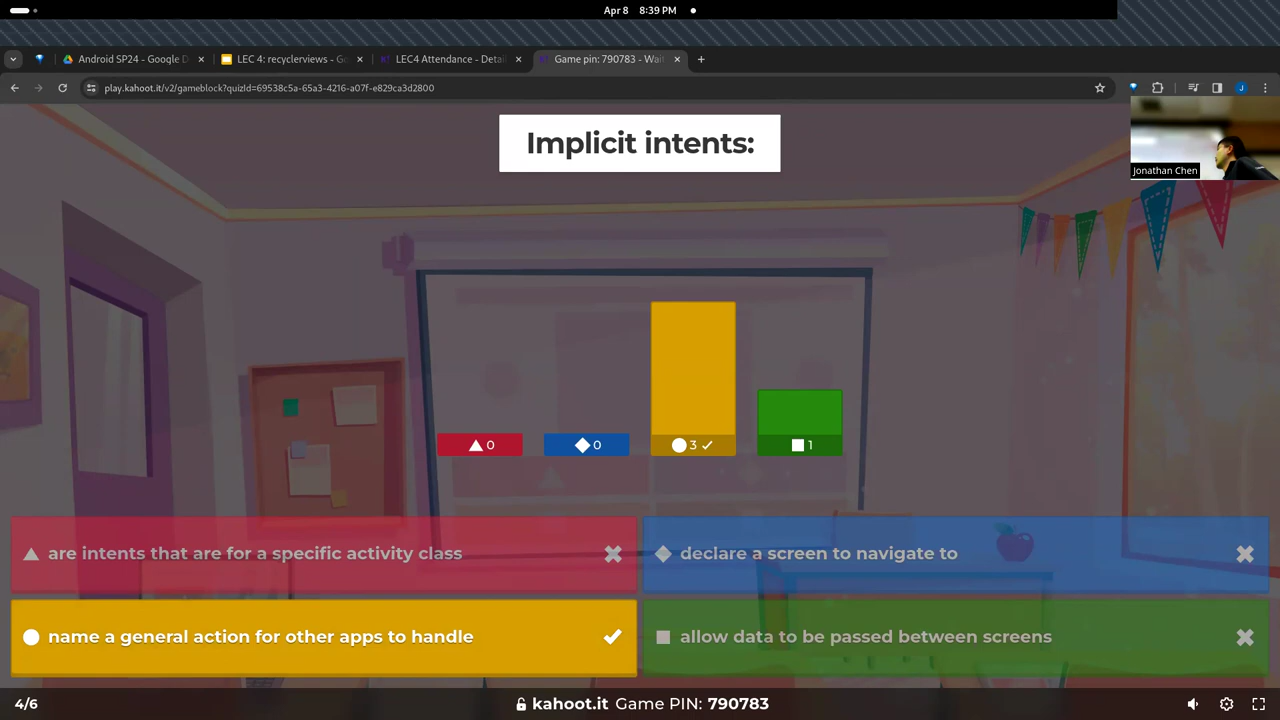 Apr 8 8:39 PM
Android SP24 - Google D
LEC 4: recyclerviews - Go
LEC4 Attendance - Detai
Game pin: 790783 - Wait
play.kahoot.it/v2/gameblock?quizId=69538c5a-65a3-4216-a07f-e829ca3d2800
J
Implicit intents:
Jonathan Chen
0
0
3
1
are intents that are for a specific activity class
declare a screen to navigate to
name a general action for other apps to handle
allow data to be passed between screens
4/6
kahoot.it Game PIN: 790783